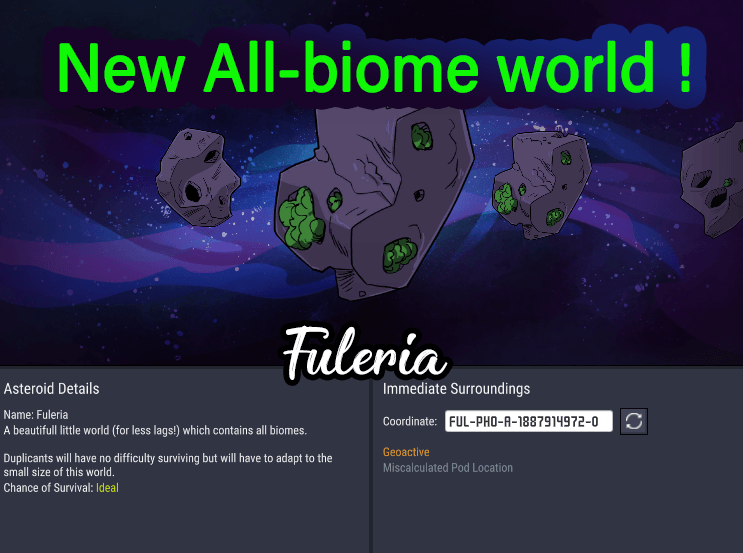 New All-biome world !
Fuleria
Asteroid Details
Name: Fuleria
A beautifull little world (for less lags!) which contains all biomes.
Duplicants will have no difficulty surviving but will have to adapt to the
small size of this world.
Chance of Survival: Ideal
Immediate Surroundings
Coordinate: FUL-PHO-A-1887914972-0
Geoactive
Miscalculated Pod Location